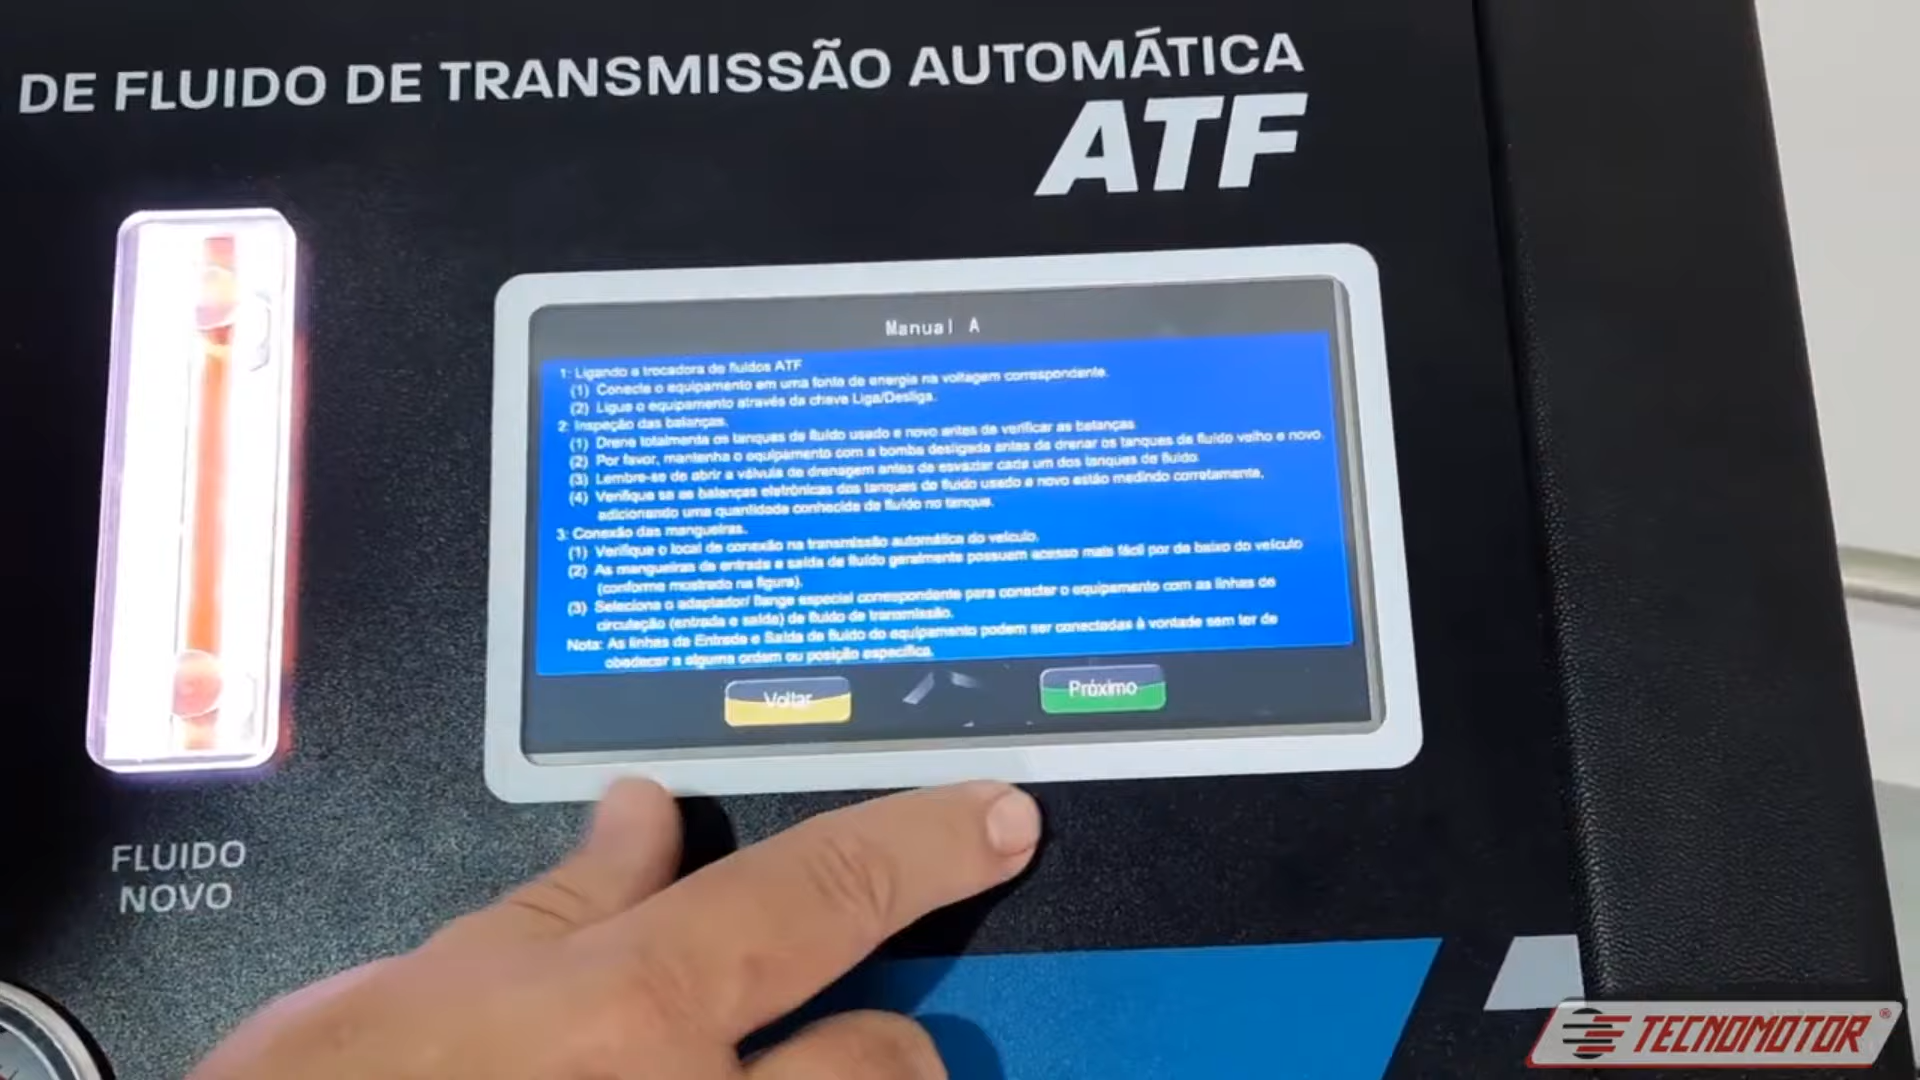 DE FLUIDO DE TRANSMISSÃO AUTOMÁTICA
ATF
Manual A
1: Ligando a trocadora de fluidos ATF
(1) Conecte o equipamento em uma fonte de energia na voltagem correspondente.
(2) Ligue o equipamento através da chave Liga/Desliga.
2: Inspeção das balanças.
(1) Drene totalmente os tanques de fluido usado e novo antes de verificar as balanças
(2) Por favor, mantenha o equipamento com a bomba desligada antes de drenar os tanques de fluido velho e novo
(3) Lembre-se de abrir a válvula de drenagem antes de esvaziar cada um dos tanques de fluido.
(4) Verifique se as balanças eletrônicas dos tanques de fluido usado e novo estão medindo corretamente,
adicionando uma quantidade conhecida de fluido no tanque.
3: Conexão das mangueiras.
(1) Verifique o local de conexão na transmissão automática do veículo.
(2) As mangueiras de entrada e saída de fluido geralmente possuem acesso mais fácil por de baixo do veículo
(conforme mostrado na figura).
(3) Selecione o adaptador/ flange especial correspondente para conectar o equipamento com as linhas de
circulação (entrada e saída) de fluido de transmissão.
Nota: As linhas de Entrada e Saída de fluido do equipamento podem ser conectadas à vontade sem ter de
obedecer a alguma ordem ou posição específica.
Voltar
Próximo
FLUIDO
NOVO
TECNOMOTOR®